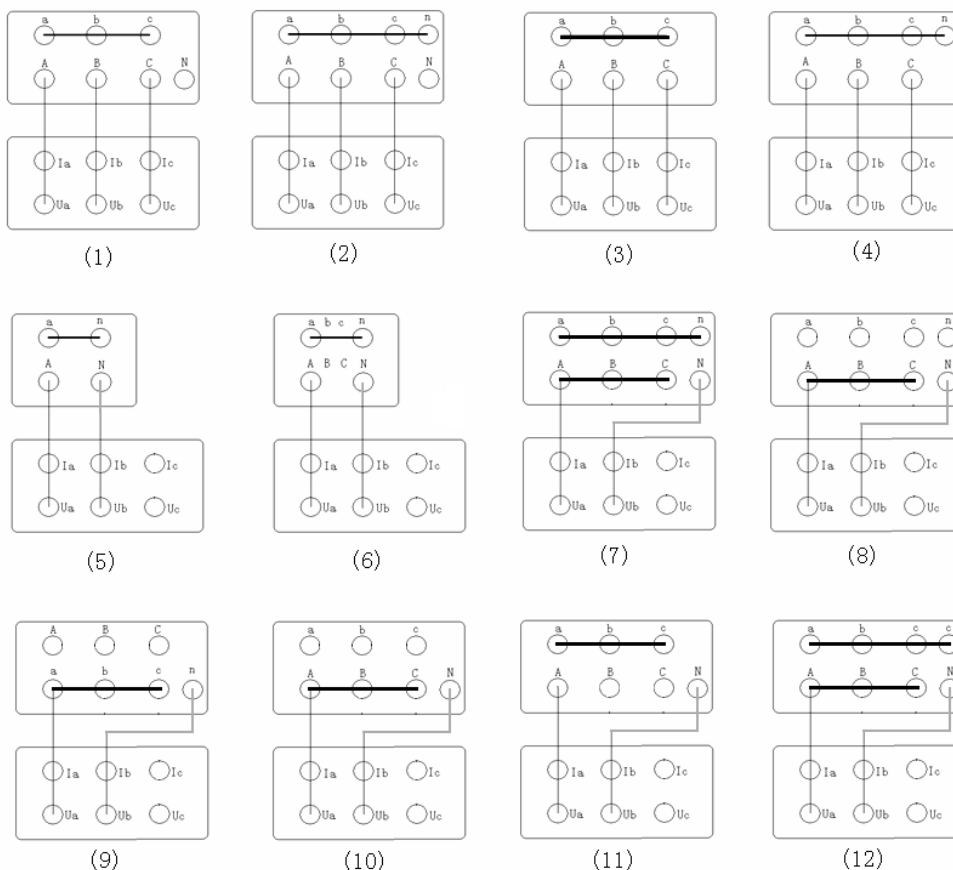 a b c a b c n a b c a b c n
A B C N A B C N A B C A B C
Ia Ib Ic Ia Ib Ic Ia Ib Ic Ia Ib Ic
Ua Ub Uc Ua Ub Uc Ua Ub Uc Ua Ub Uc
(1) (2) (3) (4)
a n a b c n a b c n a b c n
A N A B C N A B C N A B C N
Ia Ib Ic Ia Ib Ic Ia Ib Ic Ia Ib Ic
Ua Ub Uc Ua Ub Uc Ua Ub Uc Ua Ub Uc
(5) (6) (7) (8)
A B C a b c a b c a b c c
a b c n A B C N A B C N A B C N
Ia Ib Ic Ia Ib Ic Ia Ib Ic Ia Ib Ic
Ua Ub Uc Ua Ub Uc Ua Ub Uc Ua Ub Uc
(9) (10) (11) (12)